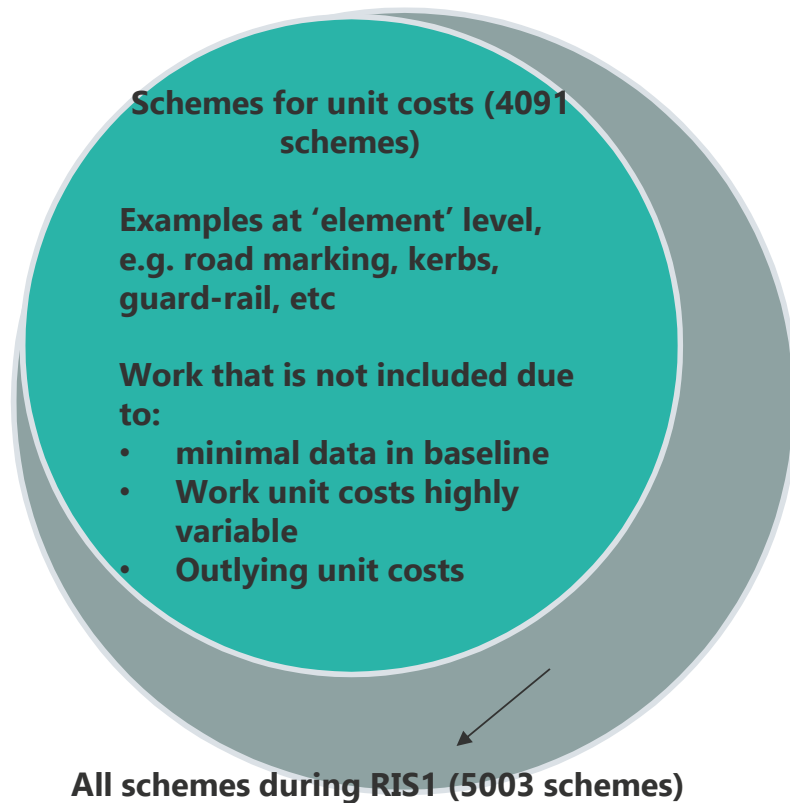 Schemes for unit costs (4091
schemes)
Examples at ‘element’ level,
e.g. road marking, kerbs,
guard-rail, etc
Work that is not included due
to:
• minimal data in baseline
• Work unit costs highly
variable
• Outlying unit costs
All schemes during RIS1 (5003 schemes)